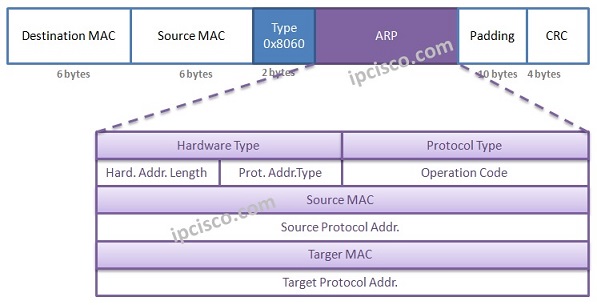 Destination MAC
Source MAC
Type
0x8060
ARP
Padding
CRC
6 bytes
6 bytes
2 bytes
10 bytes
4 bytes
ipcisco.com
Hardware Type
Protocol Type
Hard. Addr. Length
Prot. Addr.Type
Operation Code
Source MAC
Source Protocol Addr.
Targer MAC
Target Protocol Addr.
ipcisco.com